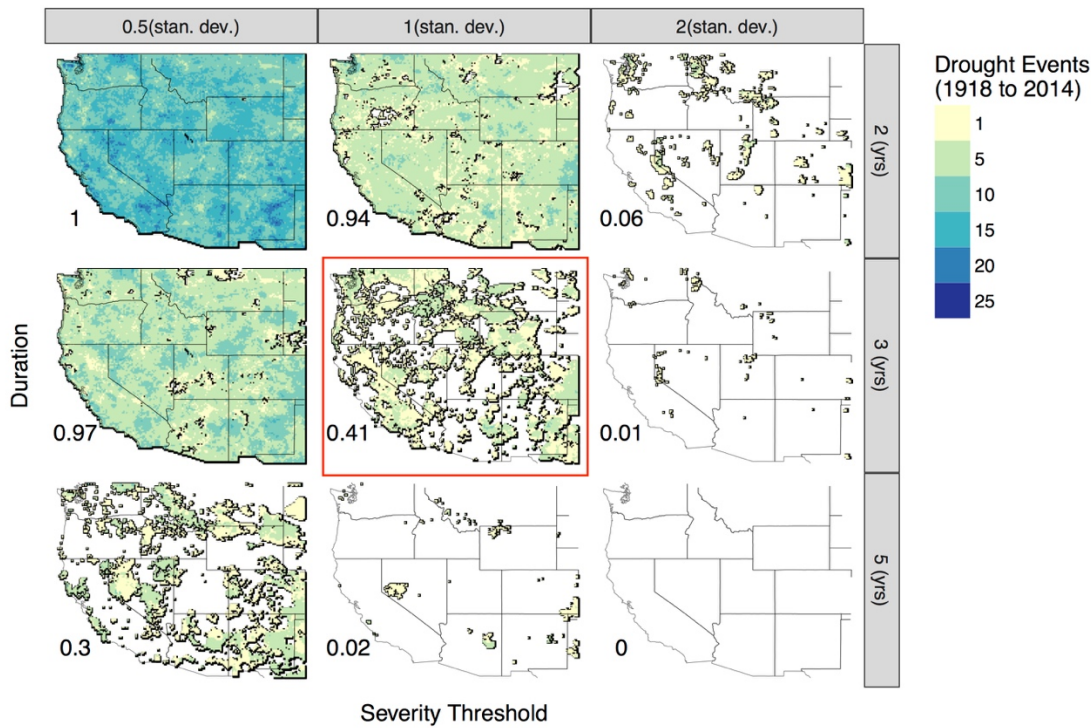 0.5(stan. dev.)
1(stan. dev.)
2(stan. dev.)
Drought Events
(1918 to 2014)
1
5
10
15
20
25
2 (yrs)
1
0.94
0.06
Duration
3 (yrs)
0.97
0.41
0.01
5 (yrs)
0.3
0.02
0
Severity Threshold